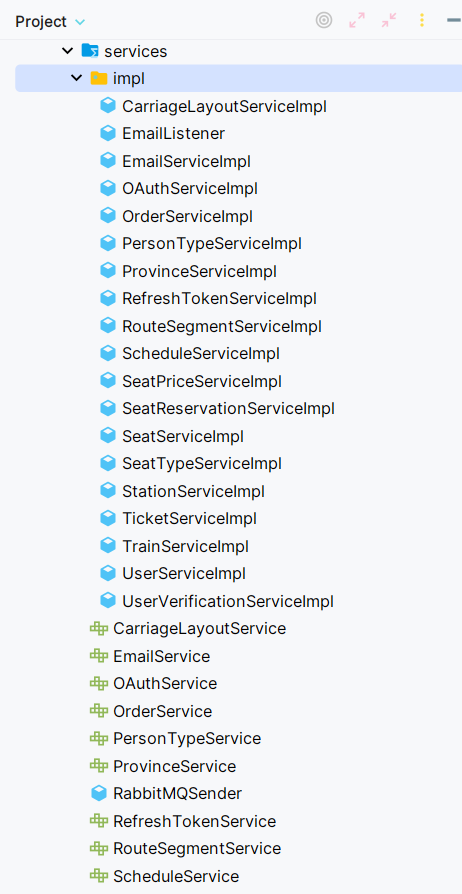 Project
services
impl
CarriageLayoutServiceImpl
EmailListener
EmailServiceImpl
OAuthServiceImpl
OrderServiceImpl
PersonTypeServiceImpl
ProvinceServiceImpl
RefreshTokenServiceImpl
RouteSegmentServiceImpl
ScheduleServiceImpl
SeatPriceServiceImpl
SeatReservationServiceImpl
SeatServiceImpl
SeatTypeServiceImpl
StationServiceImpl
TicketServiceImpl
TrainServiceImpl
UserServiceImpl
UserVerificationServiceImpl
CarriageLayoutService
EmailService
OAuthService
OrderService
PersonTypeService
ProvinceService
RabbitMQSender
RefreshTokenService
RouteSegmentService
ScheduleService